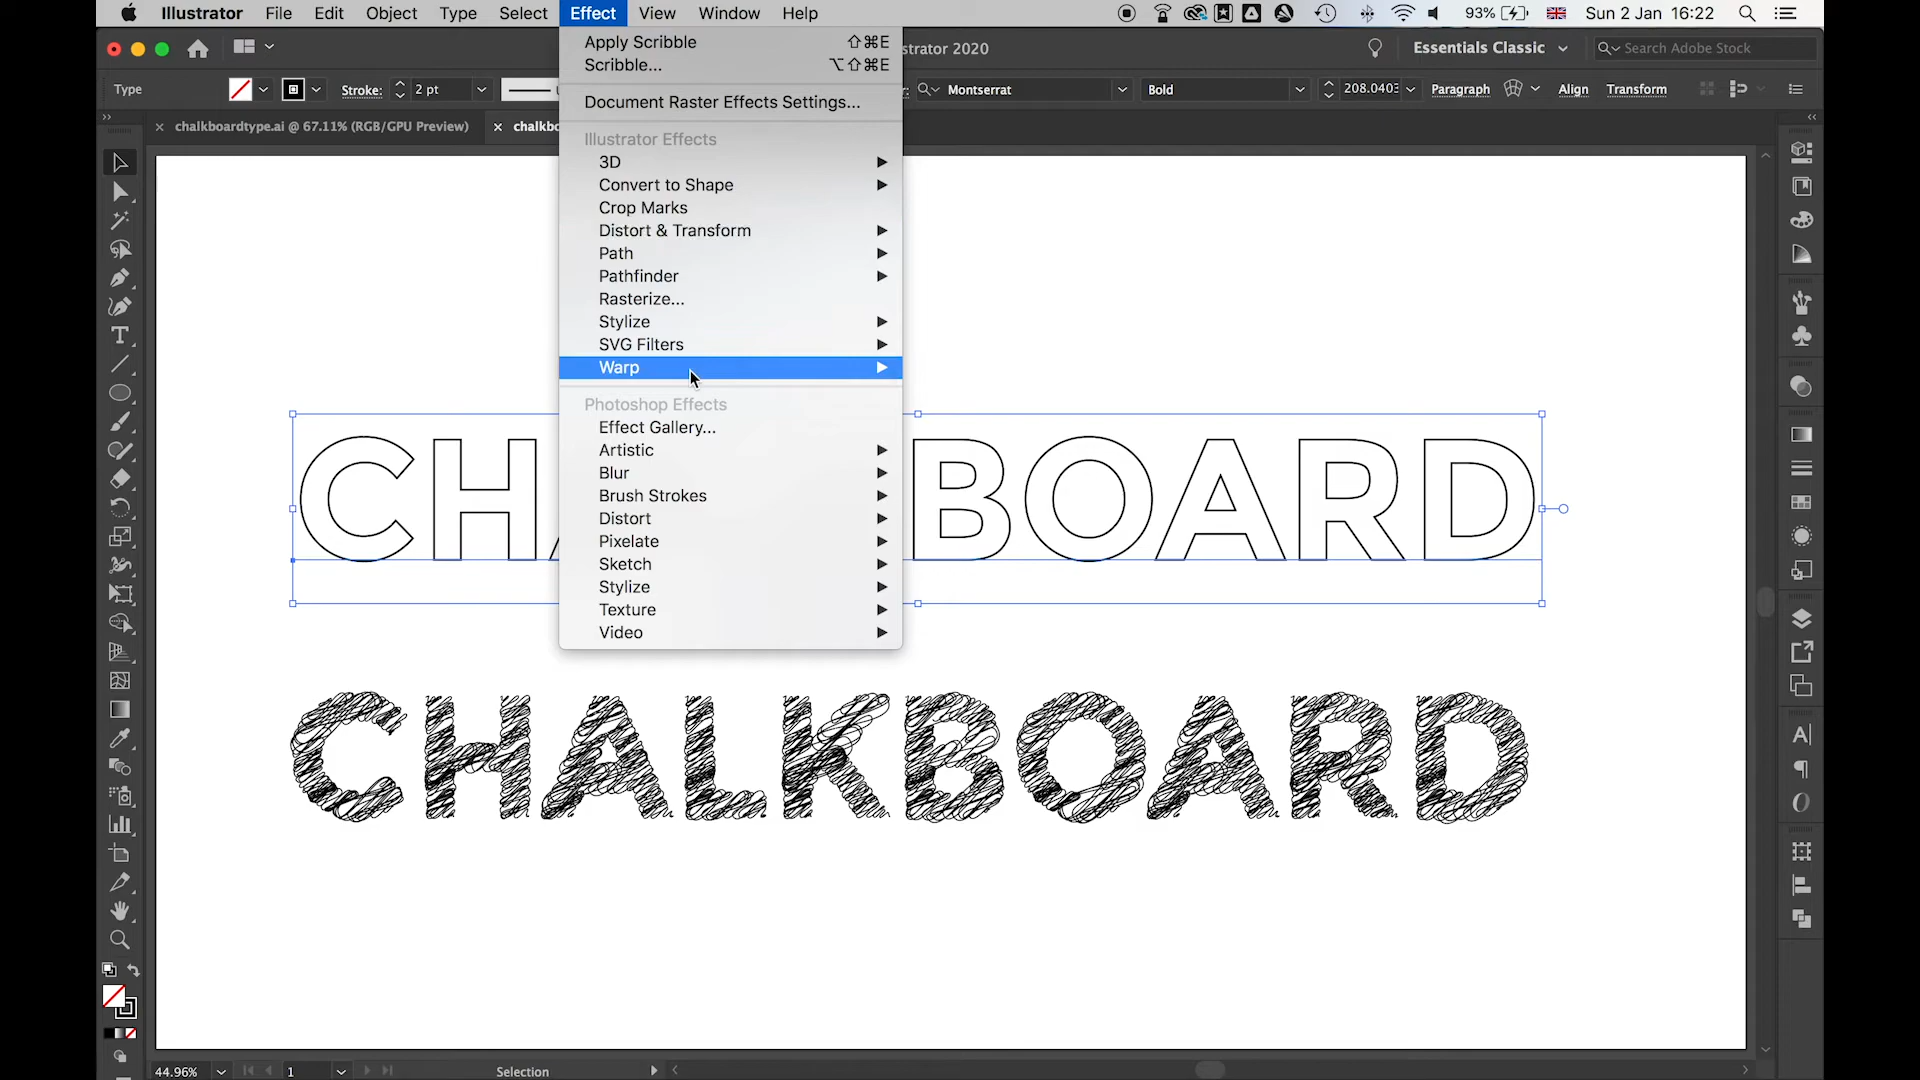 Illustrator File Edit Object Type Select Effect View Window Help 93% Sun 2 Jan 16:22
Apply Scribble ⇧⌘E
Scribble... ⌥⇧⌘E
Document Raster Effects Settings...
Illustrator Effects
3D
Convert to Shape
Crop Marks
Distort & Transform
Path
Pathfinder
Rasterize...
Stylize
SVG Filters
Warp
Photoshop Effects
Effect Gallery...
Artistic
Blur
Brush Strokes
Distort
Pixelate
Sketch
Stylize
Texture
Video
strator 2020 Essentials Classic Search Adobe Stock
Type Stroke: 2 pt Montserrat Bold Paragraph Align Transform
chalkboardtype.ai @ 67.11% (RGB/GPU Preview) chalkbo
CHA BOARD
CHALKBOARD
44.96% 1 Selection